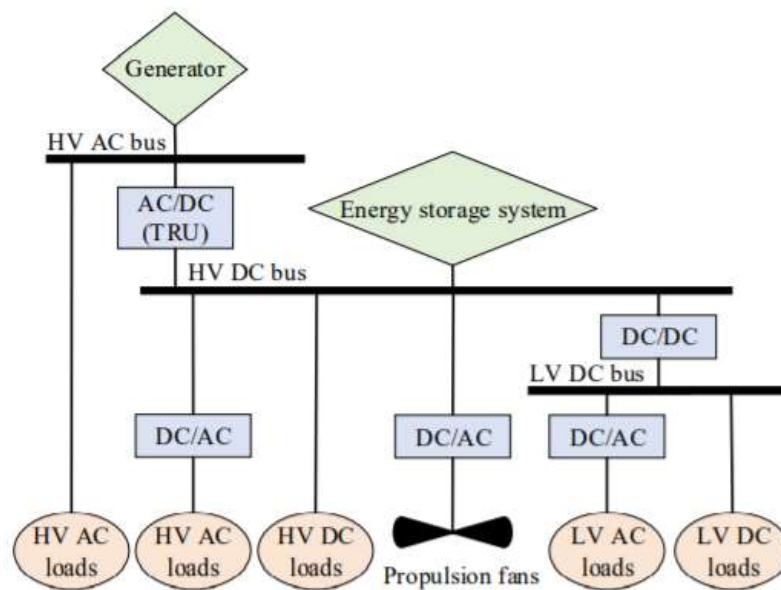 Generator
HV AC bus
AC/DC
(TRU)
Energy storage system
HV DC bus
DC/DC
LV DC bus
DC/AC
DC/AC
DC/AC
HV AC
loads
HV AC
loads
HV DC
loads
Propulsion fans
LV AC
loads
LV DC
loads